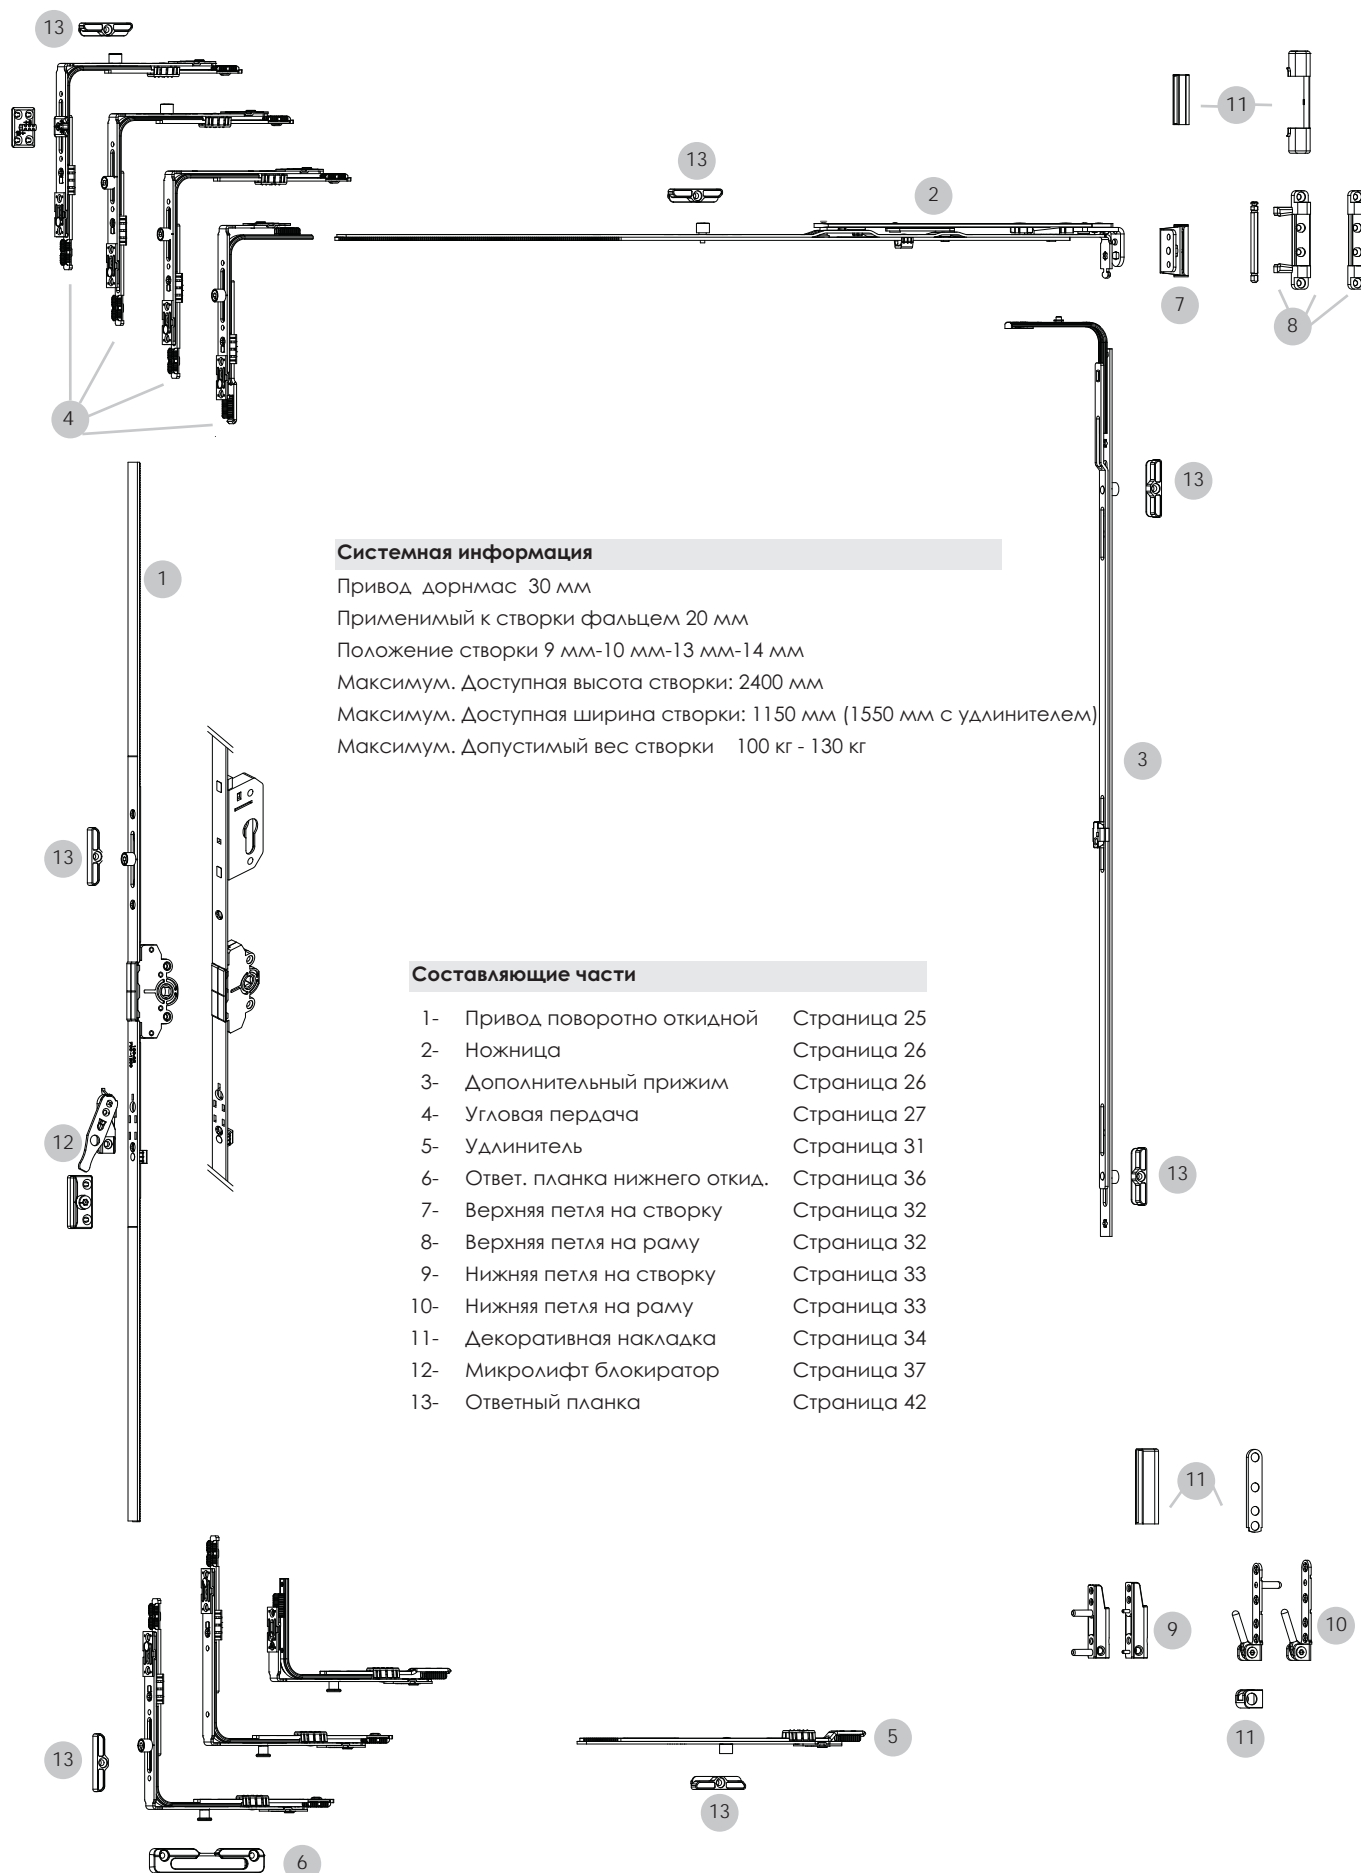 13
11
13
2
7
8
4
13
1
Системная информация
Привод дорнмас 30 мм
Применимый к створки фальцем 20 мм
Положение створки 9 мм-10 мм-13 мм-14 мм
Максимум. Доступная высота створки: 2400 мм
Максимум. Доступная ширина створки: 1150 мм (1550 мм с удлинителем)
Максимум. Допустимый вес створки 100 кг - 130 кг
3
13
12
13
Составляющие части
1- Привод поворотно откидной Страница 25
2- Ножница Страница 26
3- Дополнительный прижим Страница 26
4- Угловая пердача Страница 27
5- Удлинитель Страница 31
6- Ответ. планка нижнего откид. Страница 36
7- Верхняя петля на створку Страница 32
8- Верхняя петля на раму Страница 32
9- Нижняя петля на створку Страница 33
10- Нижняя петля на раму Страница 33
11- Декоративная накладка Страница 34
12- Микролифт блокиратор Страница 37
13- Ответный планка Страница 42
11
9
10
11
13
5
13
6